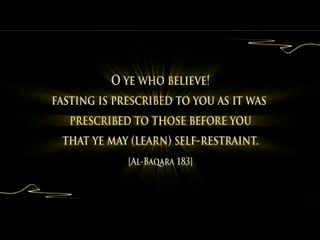 O ye who believe!
fasting is prescribed to you as it was
prescribed to those before you
that ye may (learn) self-restraint.
[Al-Baqara 183]